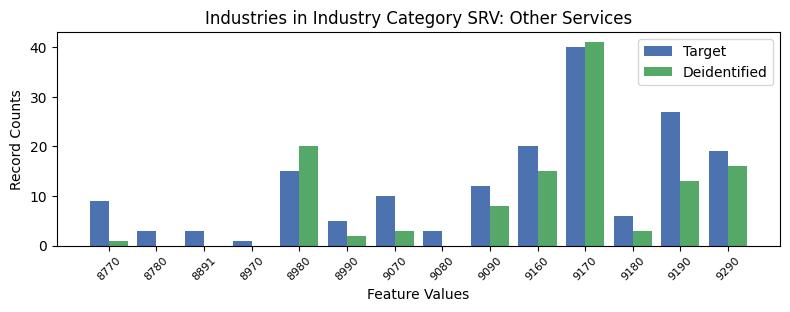 Industries in Industry Category SRV: Other Services
Target
Deidentified
Record Counts
40
30
20
10
0
8770 8780 8891 8970 8980 8990 9070 9080 9090 9160 9170 9180 9190 9290
Feature Values